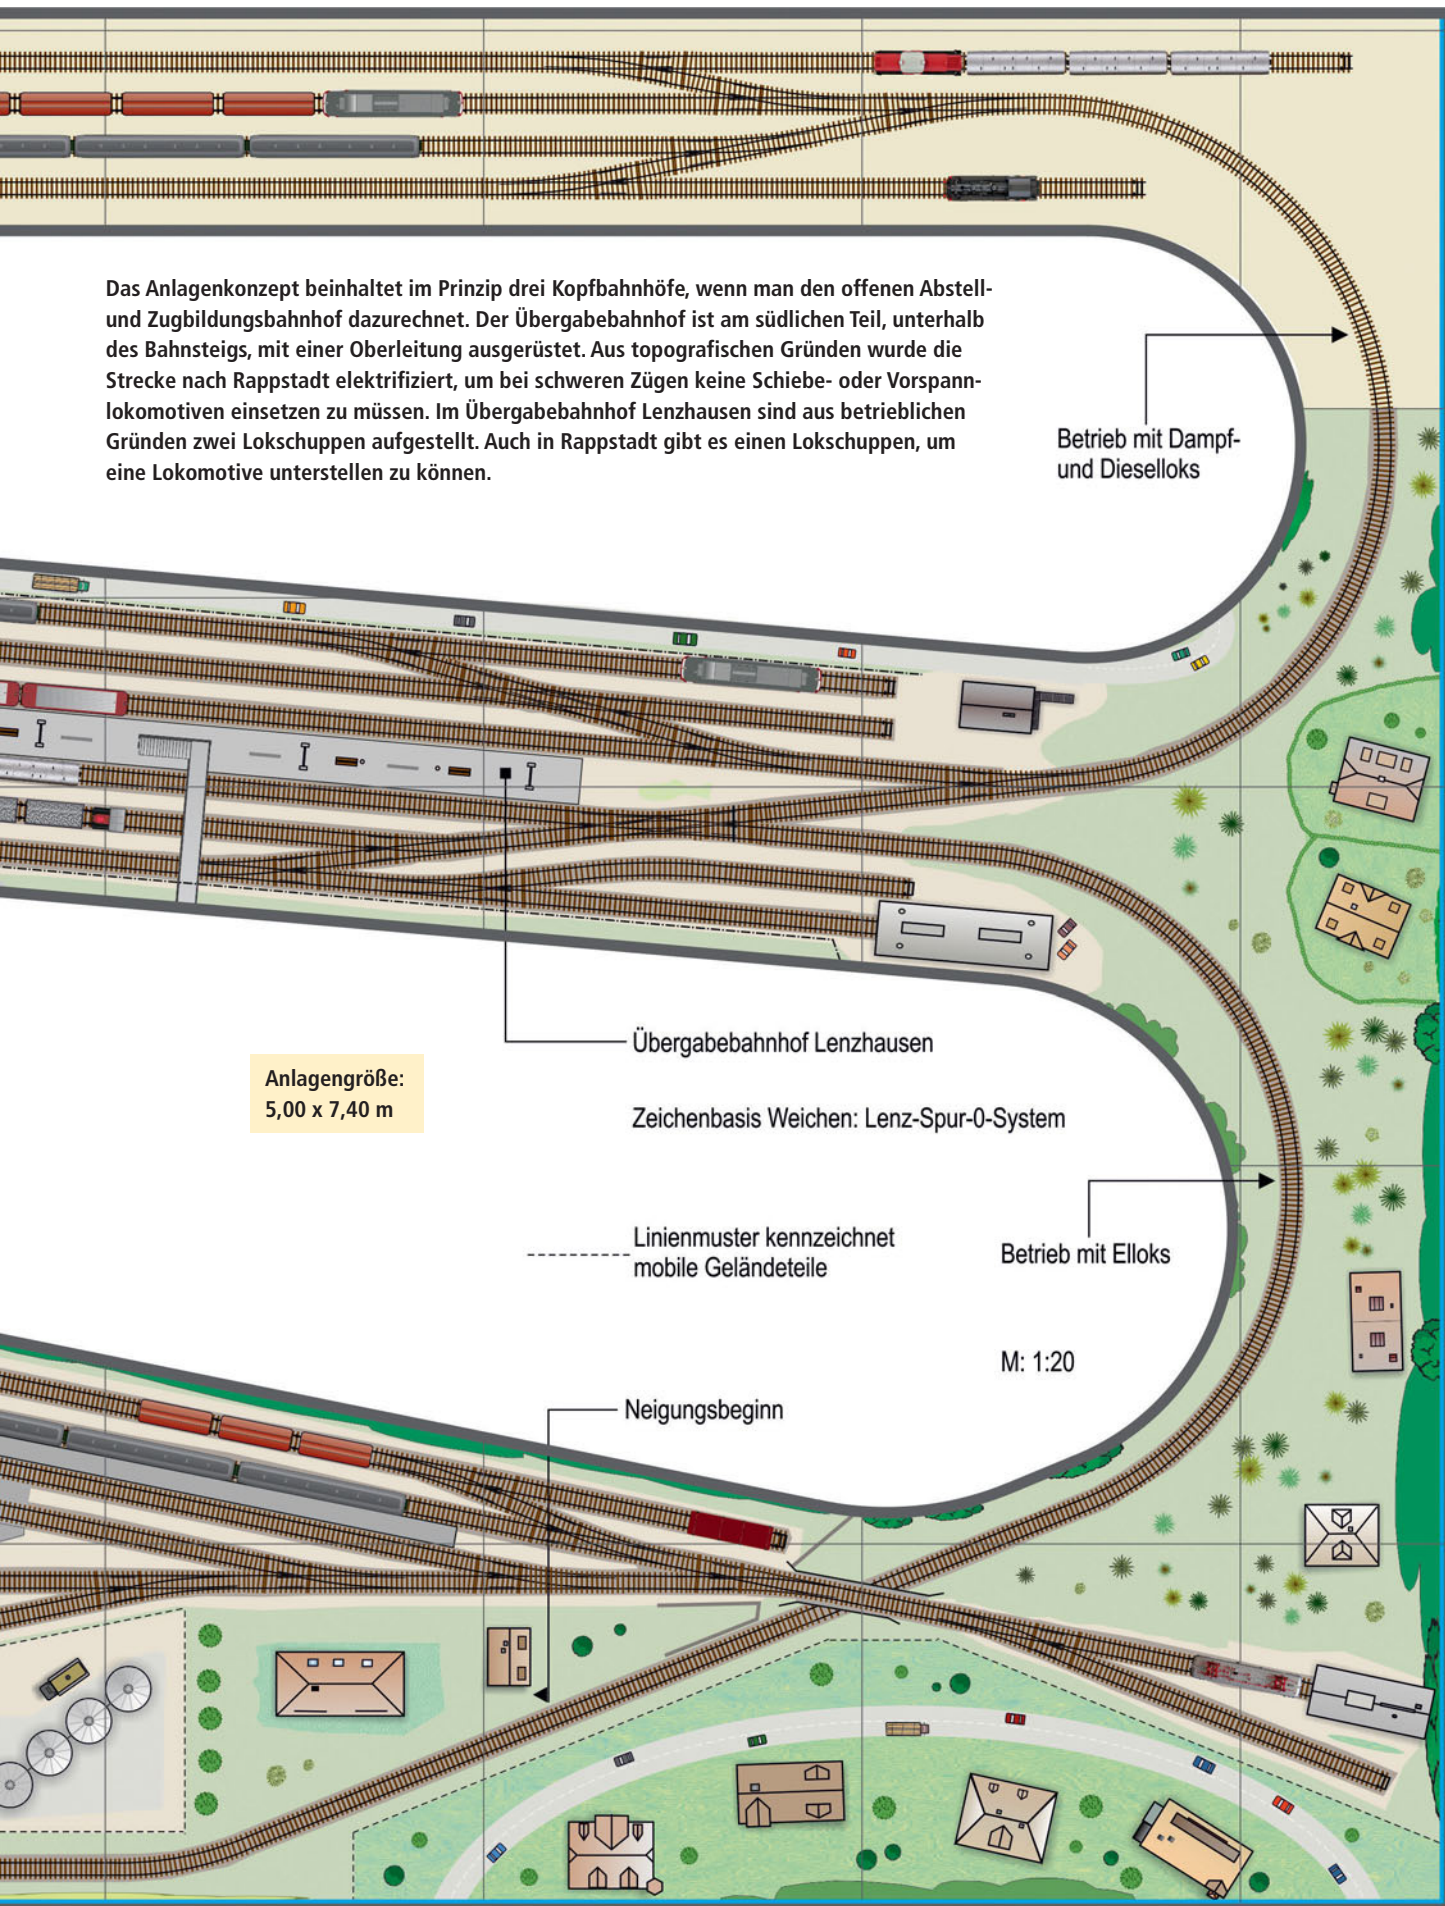 Das Anlagenkonzept beinhaltet im Prinzip drei Kopfbahnhöfe, wenn man den offenen Abstell-
und Zugbildungsbahnhof dazurechnet. Der Übergabebahnhof ist am südlichen Teil, unterhalb
des Bahnsteigs, mit einer Oberleitung ausgerüstet. Aus topografischen Gründen wurde die
Strecke nach Rappstadt elektrifiziert, um bei schweren Zügen keine Schiebe- oder Vorspann-
lokomotiven einsetzen zu müssen. Im Übergabebahnhof Lenzhausen sind aus betrieblichen
Gründen zwei Lokschuppen aufgestellt. Auch in Rappstadt gibt es einen Lokschuppen, um
eine Lokomotive unterstellen zu können.
Betrieb mit Dampf-
und Dieselloks
Übergabebahnhof Lenzhausen
Anlagengröße:
5,00 x 7,40 m
Zeichenbasis Weichen: Lenz-Spur-0-System
Linienmuster kennzeichnet
mobile Geländeteile
Betrieb mit Elloks
M: 1:20
Neigungsbeginn